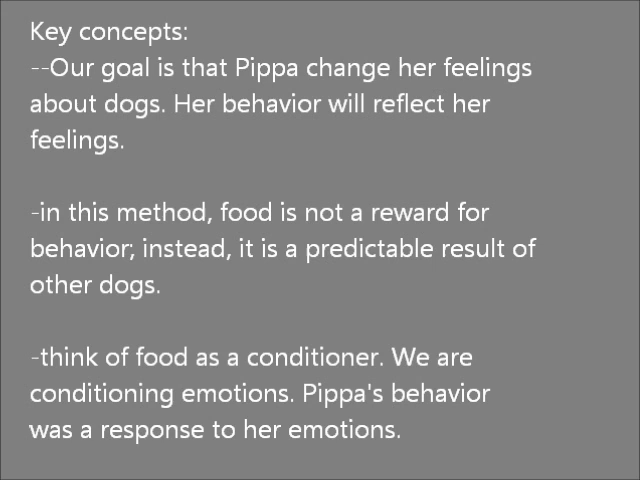 Key concepts:
--Our goal is that Pippa change her feelings
about dogs. Her behavior will reflect her
feelings.
-in this method, food is not a reward for
behavior; instead, it is a predictable result of
other dogs.
-think of food as a conditioner. We are
conditioning emotions. Pippa's behavior
was a response to her emotions.